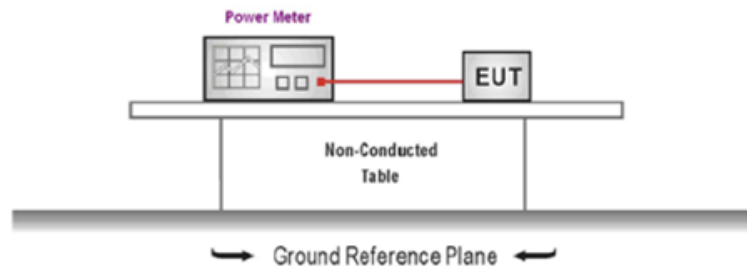 Power Meter
EUT
Non-Conducted
Table
Ground Reference Plane